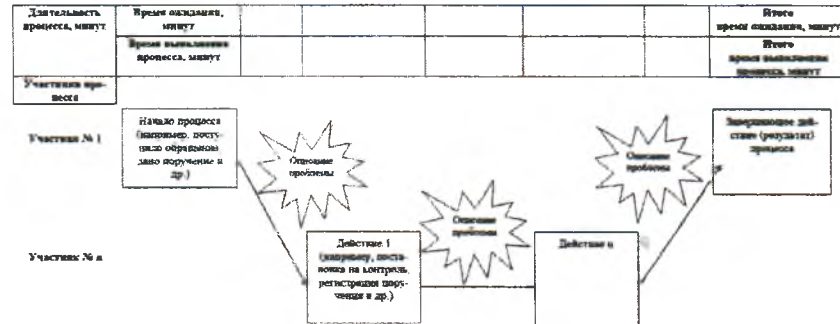 Длительность
процесса, минут
Время ожидания,
минут
Время выполнения
процесса, минут
Итого
время ожидания, минут
Итого
время выполнения
процесса, минут
Участники про-
цесса
Участник № 1
Начало процесса
(например, посту-
пило обращение,
дано поручение и
др.)
Описание
проблемы
Описание
проблемы
Завершающее дей-
ствие (результат)
процесса
Описание
проблемы
Участник № n
Действие 1
(например, поста-
новка на контроль,
регистрация пору-
чения и др.)
Действие n